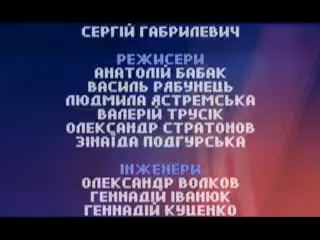 СЕРГІЙ ГАБРИЛЕВИЧ
РЕЖИСЕРИ
АНАТОЛІЙ БАБАК
ВАСИЛЬ РЯБУНЕЦЬ
ЛЮДМИЛА ЯСТРЕМСЬКА
ВАЛЕРІЙ ТРУСІК
ОЛЕКСАНДР СТРАТОНОВ
ЗІНАЇДА ПОДГУРСЬКА
ІНЖЕНЕРИ
ОЛЕКСАНДР ВОЛКОВ
ГЕННАДІЙ ІВАНЮК
ГЕННАДІЙ КУЦЕНКО